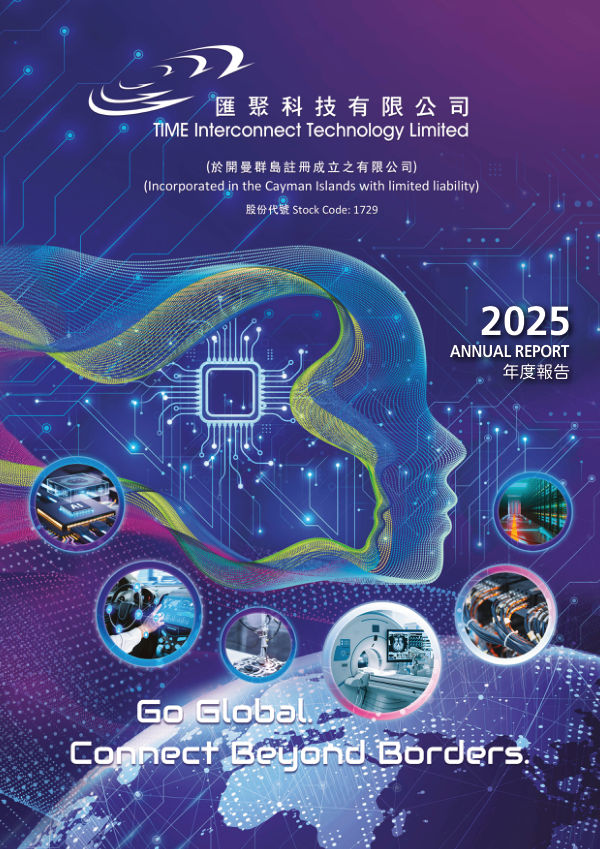 匯聚科技有限公司
TIME Interconnect Technology Limited
(於開曼群島註冊成立之有限公司)
(Incorporated in the Cayman Islands with limited liability)
股份代號 Stock Code: 1729
2025
ANNUAL REPORT
年度報告
AI
Go Global.
Connect Beyond Borders.